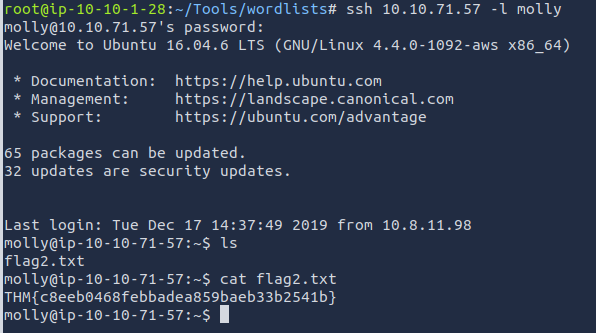 root@ip-10-10-1-28:~/Tools/wordlists# ssh 10.10.71.57 -l molly
molly@10.10.71.57's password:
Welcome to Ubuntu 16.04.6 LTS (GNU/Linux 4.4.0-1092-aws x86_64)
* Documentation:  https://help.ubuntu.com
* Management:     https://landscape.canonical.com
* Support:        https://ubuntu.com/advantage
65 packages can be updated.
32 updates are security updates.
Last login: Tue Dec 17 14:37:49 2019 from 10.8.11.98
molly@ip-10-10-71-57:~$ ls
flag2.txt
molly@ip-10-10-71-57:~$ cat flag2.txt
THM{c8eeb0468febbadea859baeb33b2541b}
molly@ip-10-10-71-57:~$